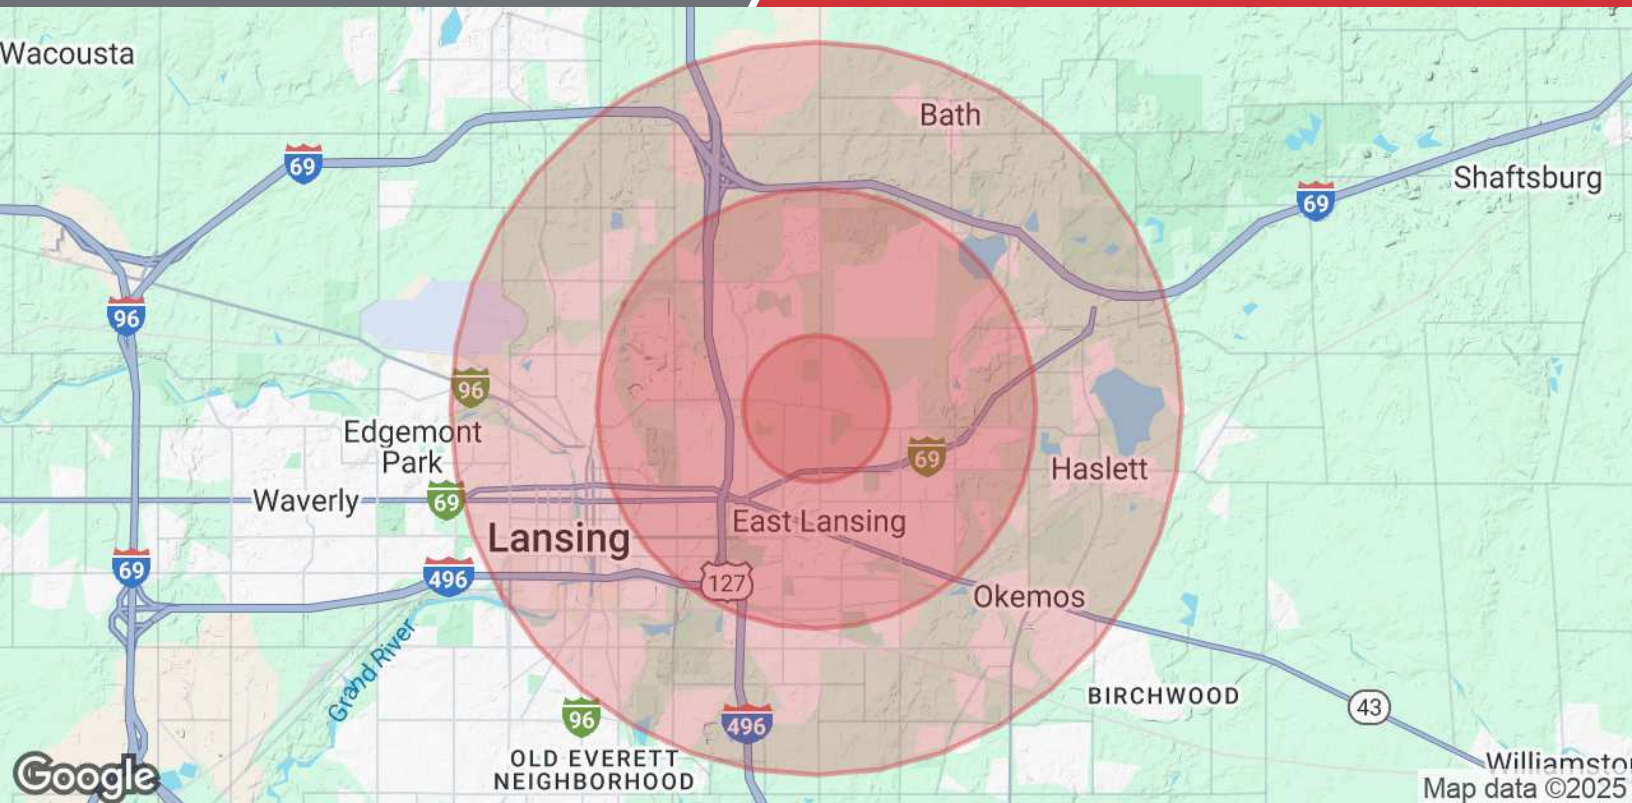 Wacousta
Bath
69
Shaftsburg
69
96
96
Edgemont
Park
69
Haslett
Waverly
69
East Lansing
Lansing
69
496
127
Okemos
Grand River
BIRCHWOOD
43
96
496
OLD EVERETT
NEIGHBORHOOD
Williamsto
Google
Map data ©2025